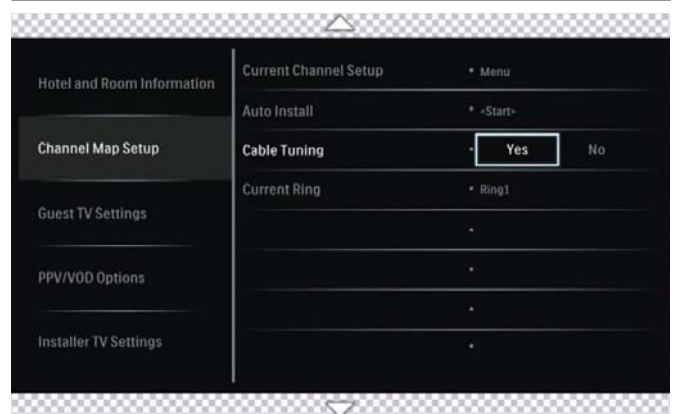 Hotel and Room Information
Channel Map Setup
Guest TV Settings
PPV/VOD Options
Installer TV Settings
Current Channel Setup • Menu
Auto Install • <Start>
Cable Tuning • Yes No
Current Ring • Ring1